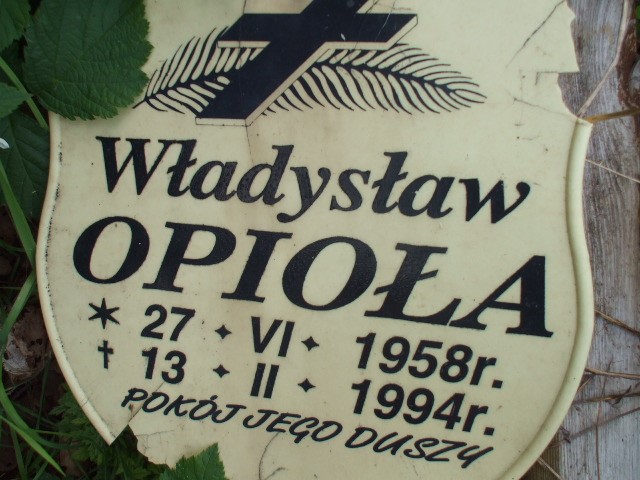 Władysław
OPIOŁA
* 27 ✦ VI ✦ 1958r.
† 13 ✦ II ✦ 1994r.
POKÓJ JEGO DUSZY